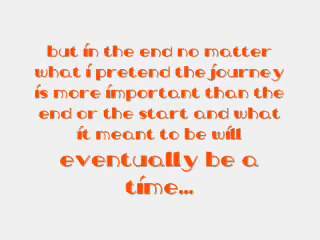 but in the end no matter
what i pretend the journey
is more important than the
end or the start and what
it meant to be will
eventually be a
time...